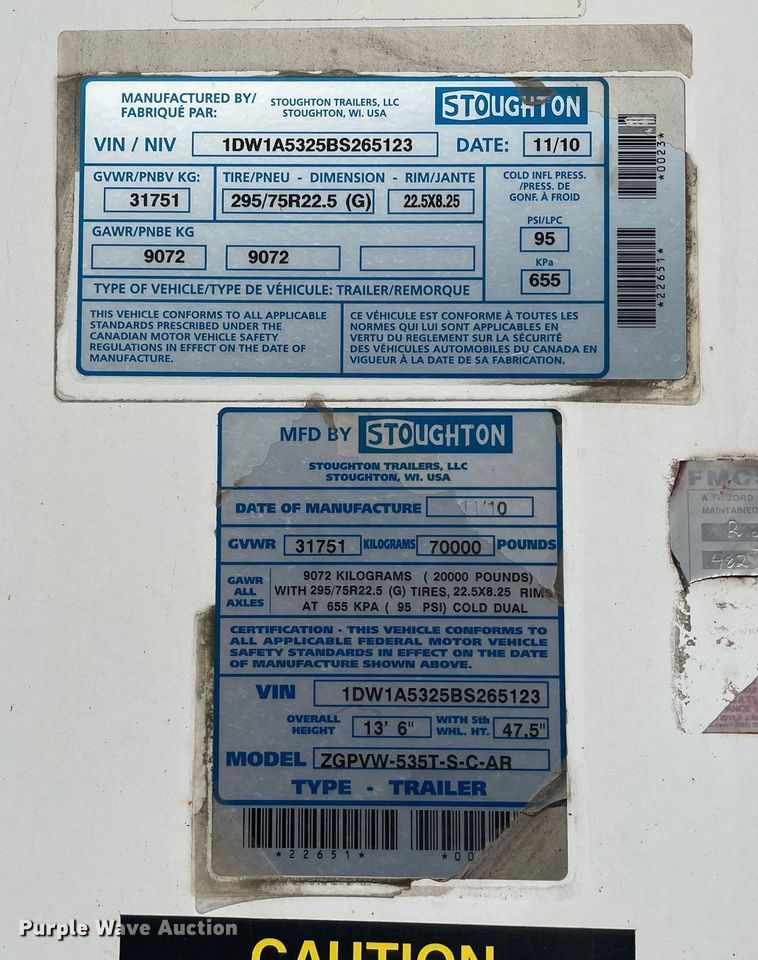 MANUFACTURED BY/ STOUGHTON TRAILERS, LLC STOUGHTON
FABRIQUÉ PAR: STOUGHTON, WI. USA
VIN / NIV 1DW1A5325BS265123 DATE: 11/10
GVWR/PNBV KG: TIRE/PNEU - DIMENSION - RIM/JANTE
31751 295/75R22.5 (G) 22.5X8.25
COLD INFL PRESS.
/PRESS. DE
GONF. À FROID
PSI/LPC
95
KPa
655
GAWR/PNBE KG
9072 9072
TYPE OF VEHICLE/TYPE DE VÉHICULE: TRAILER/REMORQUE
THIS VEHICLE CONFORMS TO ALL APPLICABLE
STANDARDS PRESCRIBED UNDER THE
CANADIAN MOTOR VEHICLE SAFETY
REGULATIONS IN EFFECT ON THE DATE OF
MANUFACTURE.
CE VÉHICULE EST CONFORME À TOUTES LES
NORMES QUI LUI SONT APPLICABLES EN
VERTU DU REGLEMENT SUR LA SÉCURITÉ
DES VÉHICULES AUTOMOBILES DU CANADA EN
VIGUEUR À LA DATE DE SA FABRICATION.
*0023*
*22651*
MFD BY STOUGHTON
STOUGHTON TRAILERS, LLC
STOUGHTON, WI. USA
DATE OF MANUFACTURE 11/10
GVWR 31751 KILOGRAMS 70000 POUNDS
GAWR
ALL
AXLES
9072 KILOGRAMS ( 20000 POUNDS)
WITH 295/75R22.5 (G) TIRES, 22.5X8.25 RIMS
AT 655 KPA ( 95 PSI) COLD DUAL
CERTIFICATION - THIS VEHICLE CONFORMS TO
ALL APPLICABLE FEDERAL MOTOR VEHICLE
SAFETY STANDARDS IN EFFECT ON THE DATE
OF MANUFACTURE SHOWN ABOVE.
VIN 1DW1A5325BS265123
OVERALL HEIGHT 13' 6" WITH 5th WHL. HT. 47.5"
MODEL ZGPVW-535T-S-C-AR
TYPE - TRAILER
*22651* *00
FMCS
A RECORD
MAINTAINED
Purple Wave Auction
CAUTION